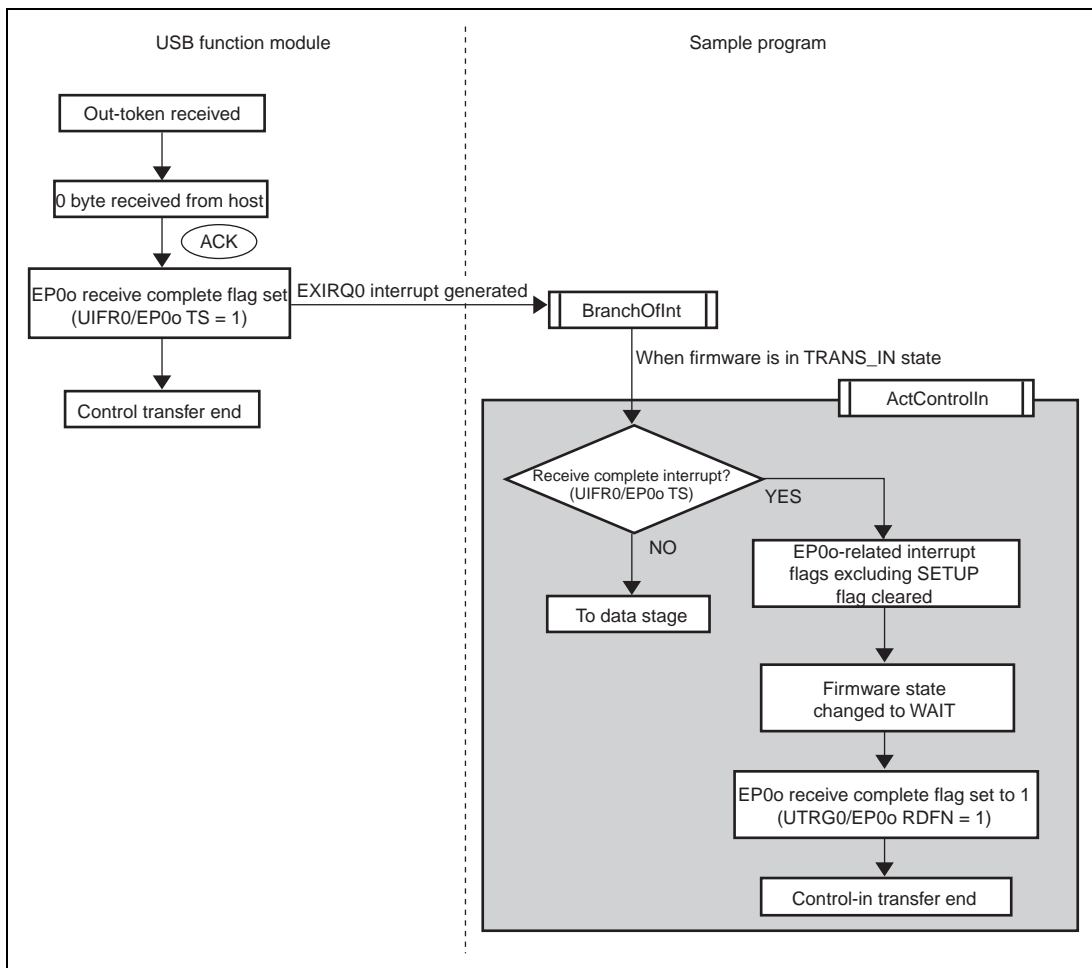 USB function module
Sample program
Out-token received
0 byte received from host
ACK
EP0o receive complete flag set
(UIFR0/EP0o TS = 1)
EXIRQ0 interrupt generated
BranchOfInt
Control transfer end
When firmware is in TRANS_IN state
ActControlIn
Receive complete interrupt?
(UIFR0/EP0o TS)
YES
NO
To data stage
EP0o-related interrupt
flags excluding SETUP
flag cleared
Firmware state
changed to WAIT
EP0o receive complete flag set to 1
(UTRG0/EP0o RDFN = 1)
Control-in transfer end